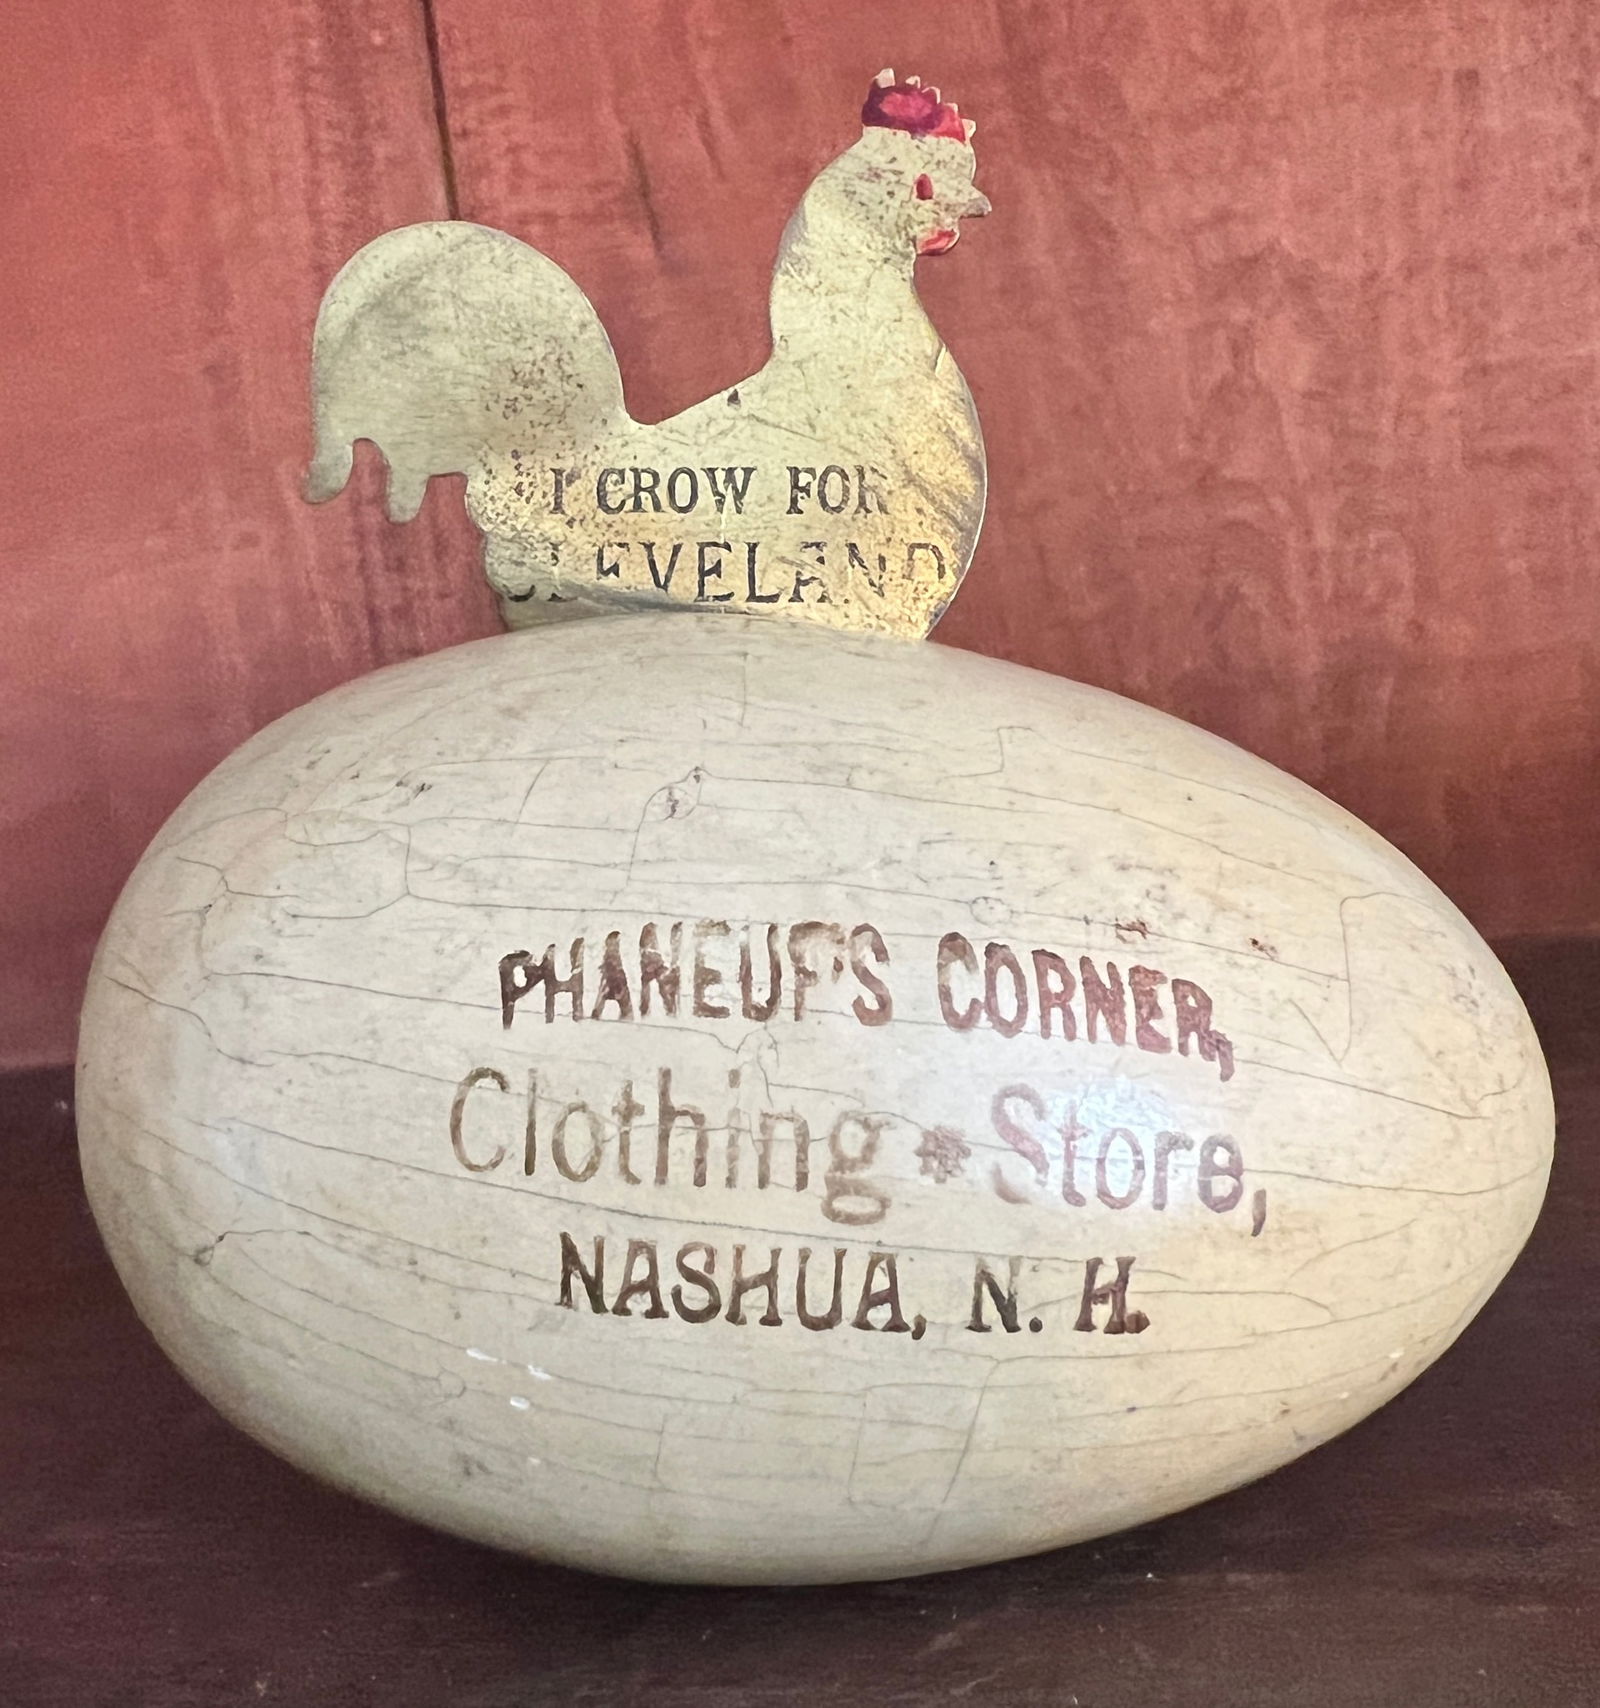 I CROW FOR
CLEVELAND
PHANEUF'S CORNER,
Clothing * Store,
NASHUA, N. H.